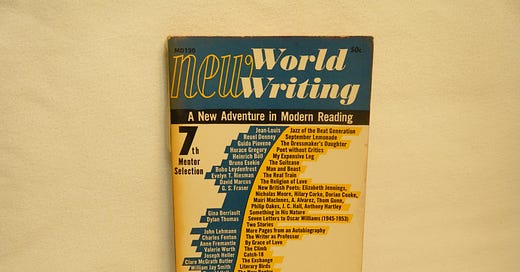 MD130 50c
new World
Writing
A New Adventure in Modern Reading
7th
Mentor
Selection
Jean-Louis Jazz of the Beat Generation
Reuel Denney September Lemonade
Guido Piovene The Dressmaker's Daughter
Horace Gregory Poet without Critics
Heinrich Böll My Expensive Leg
Bruno Esekie The Suitcase
Bobo Leydenfrost Man and Beast
Evelyn T. Riesman The Real Train
David Marcus The Religion of Love
G. S. Fraser New British Poets: Elizabeth Jennings,
Nicholas Moore, Hilary Corke, Dorian Cooke,
Mairi MacInnes, A. Alvarez, Thom Gunn,
Philip Oakes, J. C. Hall, Anthony Hartley
Gina Berriault Something in His Nature
Dylan Thomas Seven Letters to Oscar Williams (1945-1953)
Two Stories
John Lehmann More Pages from an Autobiography
Charles Fenton The Writer as Professor
Anne Fremantle By Grace of Love
Valerie Worth The Climb
Joseph Heller Catch-18
Clare McGrath Butler The Exchange
William Jay Smith Literary Birds